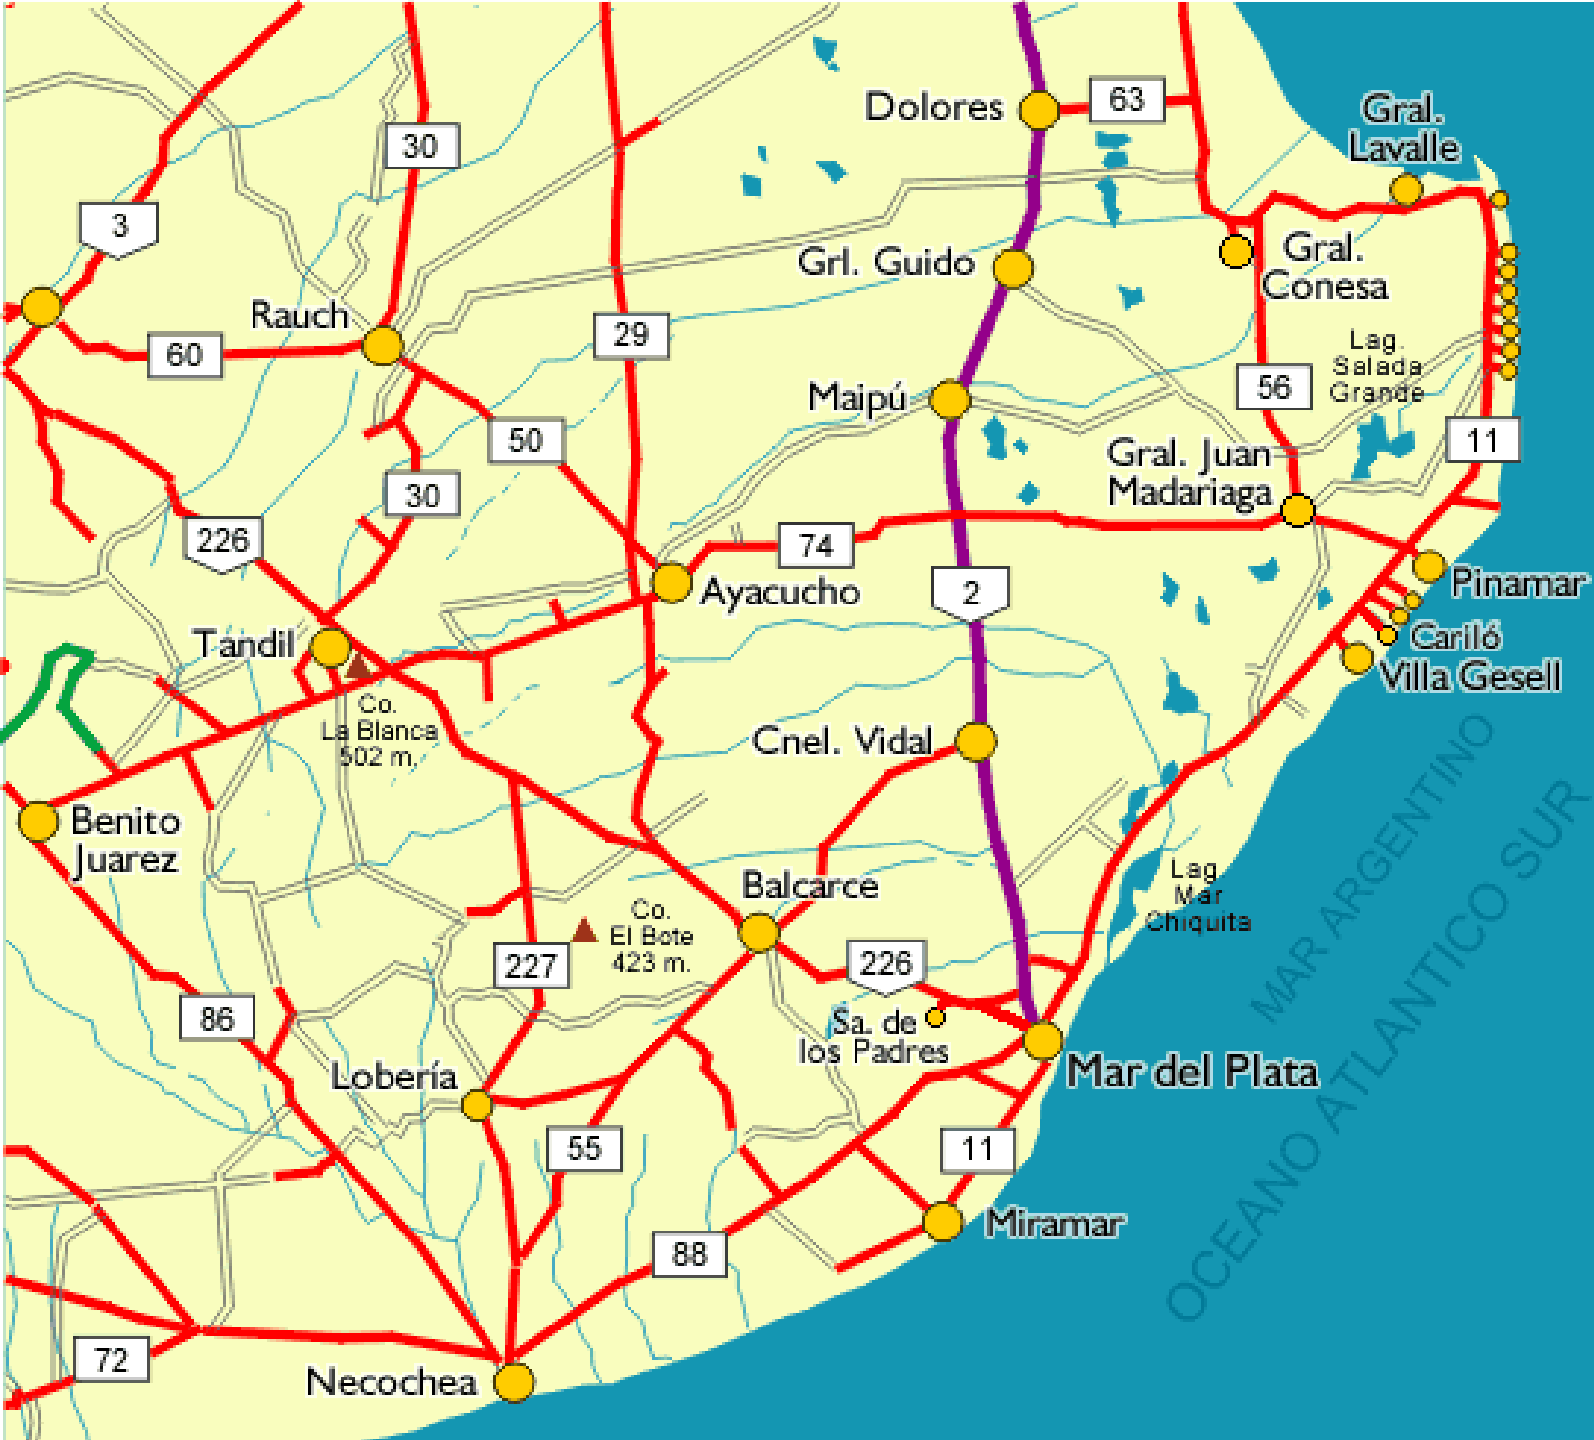 Dolores
63
Gral.
Lavalle
30
3
Grl. Guido
Gral.
Conesa
Rauch
29
60
Lag.
Salada
Grande
56
Maipú
50
11
Gral. Juan
Madariaga
30
226
74
Ayacucho
2
Pinamar
Tandil
Cariló
Villa Gesell
Co.
La Blanca
502 m.
Cnel. Vidal
Benito
Juarez
Balcarce
Lag.
Mar
Chiquita
MAR ARGENTINO
OCEANO ATLANTICO SUR
Co.
El Bote
423 m.
227
226
86
Sa. de
los Padres
Mar del Plata
Lobería
55
11
Miramar
88
72
Necochea